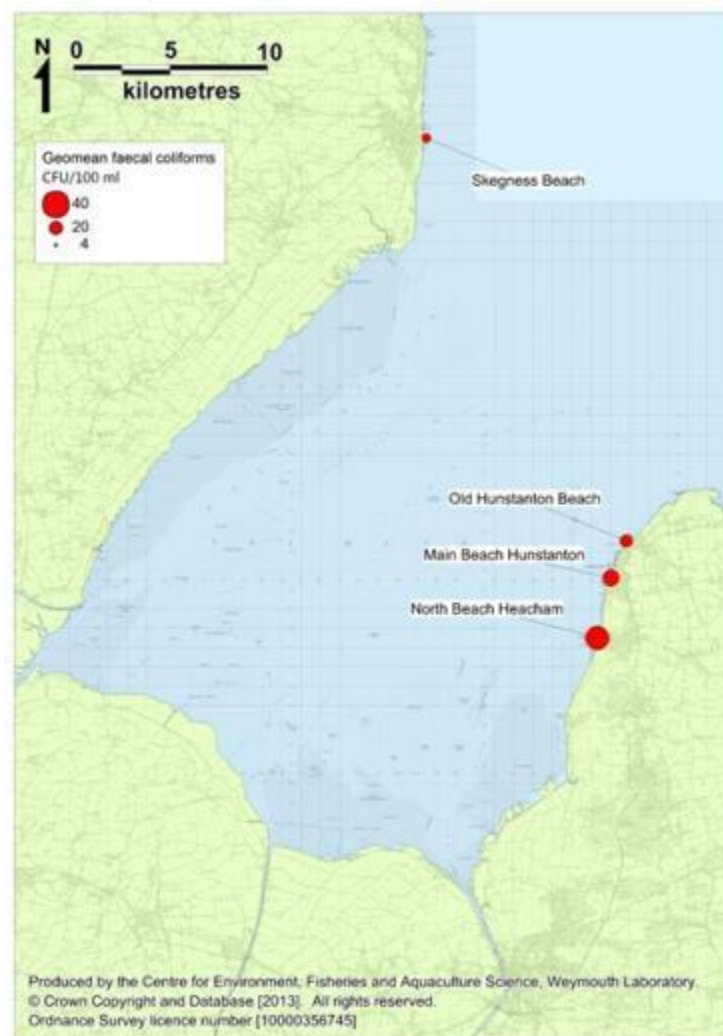 N
0 5 10
kilometres
Geomean faecal coliforms
CFU/100 ml
40
20
4
Skegness Beach
Old Hunstanton Beach
Main Beach Hunstanton
North Beach Heacham
Produced by the Centre for Environment, Fisheries and Aquaculture Science, Weymouth Laboratory.
© Crown Copyright and Database [2013]. All rights reserved.
Ordnance Survey licence number [10000356745]